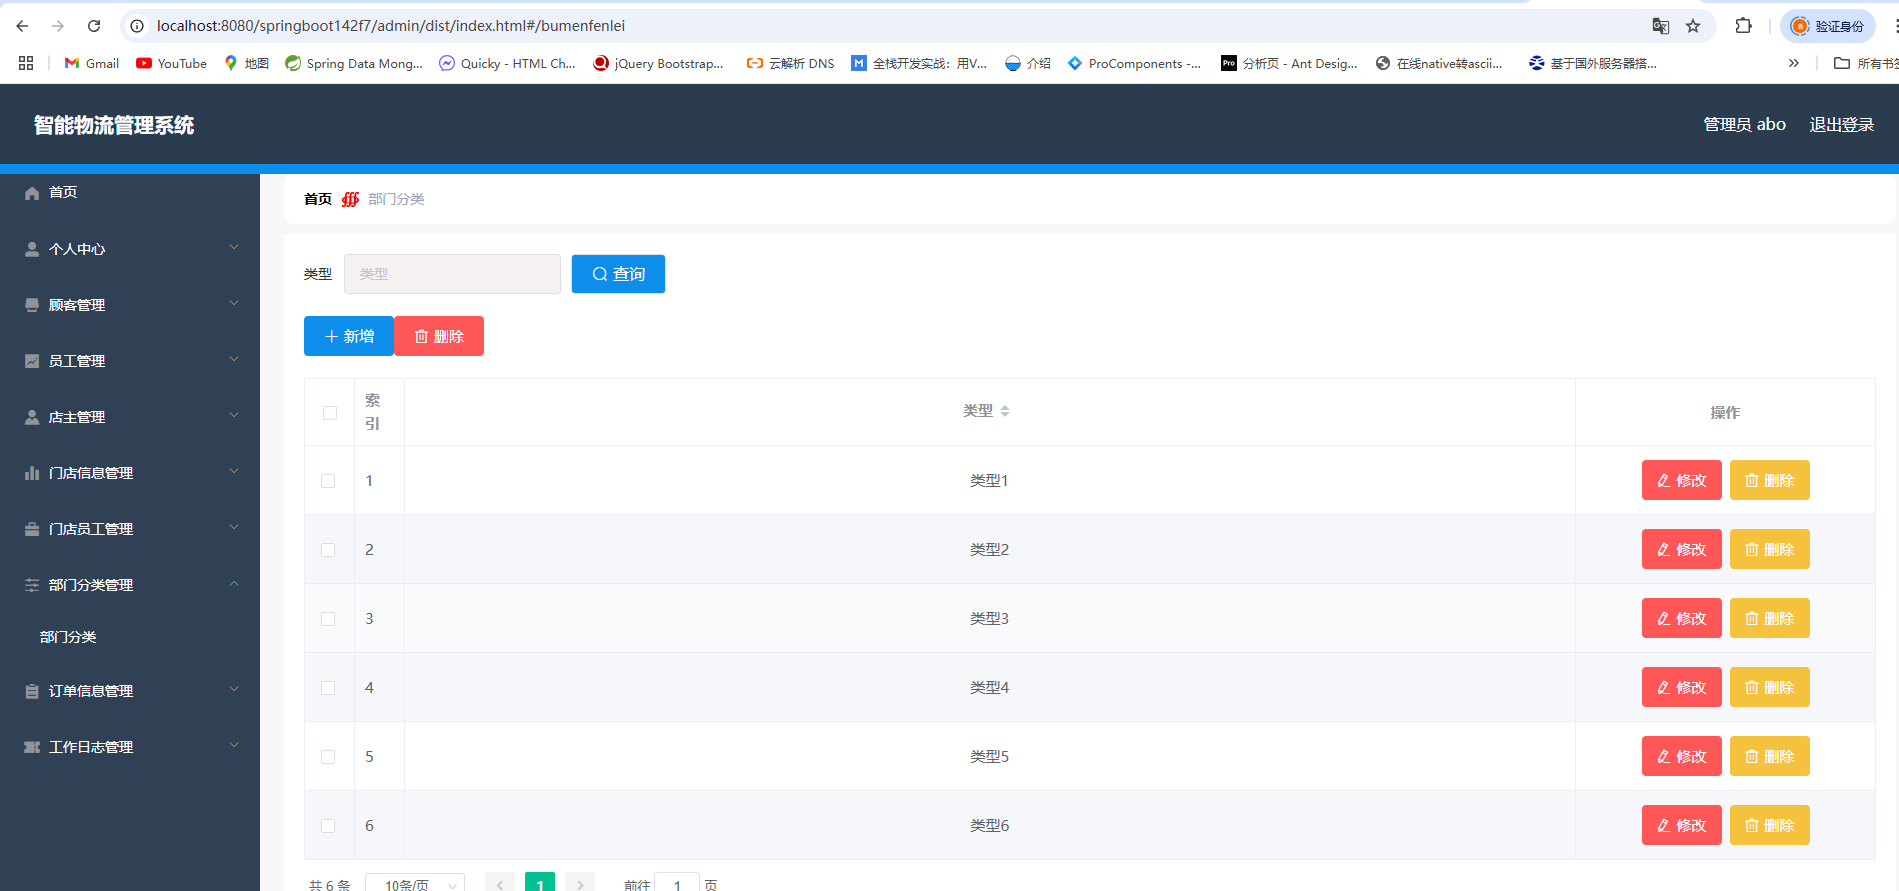 localhost:8080/springboot142f7/admin/dist/index.html#/bumenfenlei
验证身份
Gmail
YouTube
地图
Spring Data Mong...
Quicky - HTML Ch...
jQuery Bootstrap...
云解析 DNS
全栈开发实战：用V...
介绍
ProComponents -...
Pro
分析页 - Ant Desig...
在线native转ascii...
基于国外服务器搭...
所有书签
智能物流管理系统
管理员 abo
退出登录
首页
个人中心
顾客管理
员工管理
店主管理
门店信息管理
门店员工管理
部门分类管理
部门分类
订单信息管理
工作日志管理
首页 部门分类
类型 类型 查询
新增 删除
索引 类型 操作
1 类型1 修改 删除
2 类型2 修改 删除
3 类型3 修改 删除
4 类型4 修改 删除
5 类型5 修改 删除
6 类型6 修改 删除
共 6 条 10条/页 1 前往 1 页